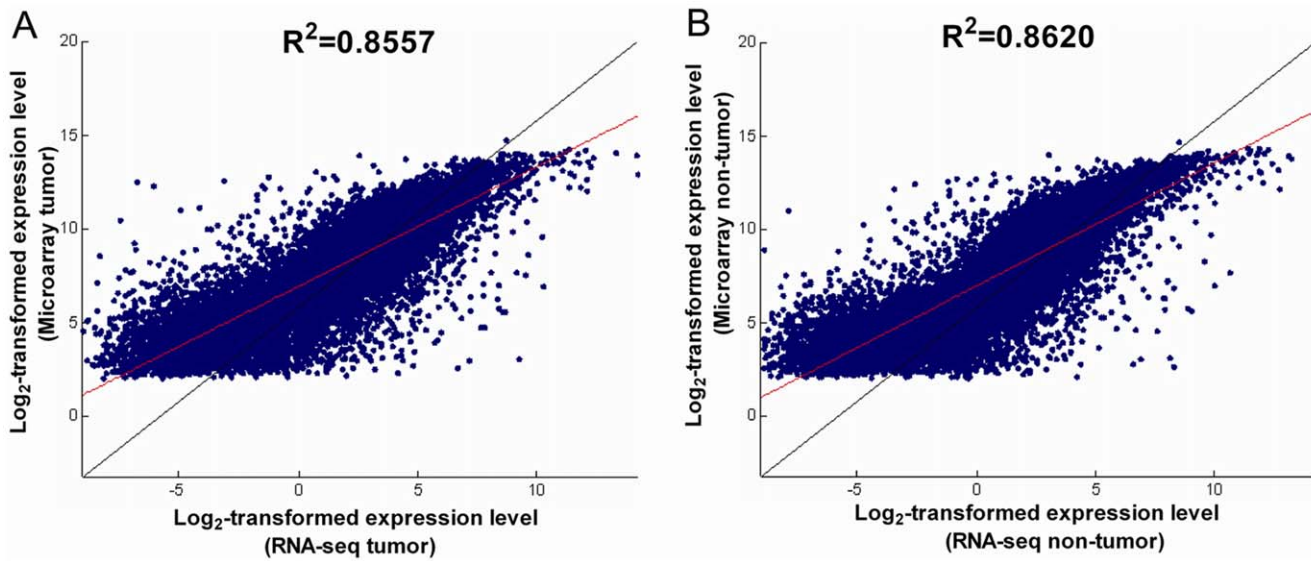 A
R²=0.8557
20
15
10
5
0
-5
0
5
10
Log₂-transformed expression level
(Microarray tumor)
Log₂-transformed expression level
(RNA-seq tumor)
B
R²=0.8620
20
15
10
5
0
-5
0
5
10
Log₂-transformed expression level
(Microarray non-tumor)
Log₂-transformed expression level
(RNA-seq non-tumor)